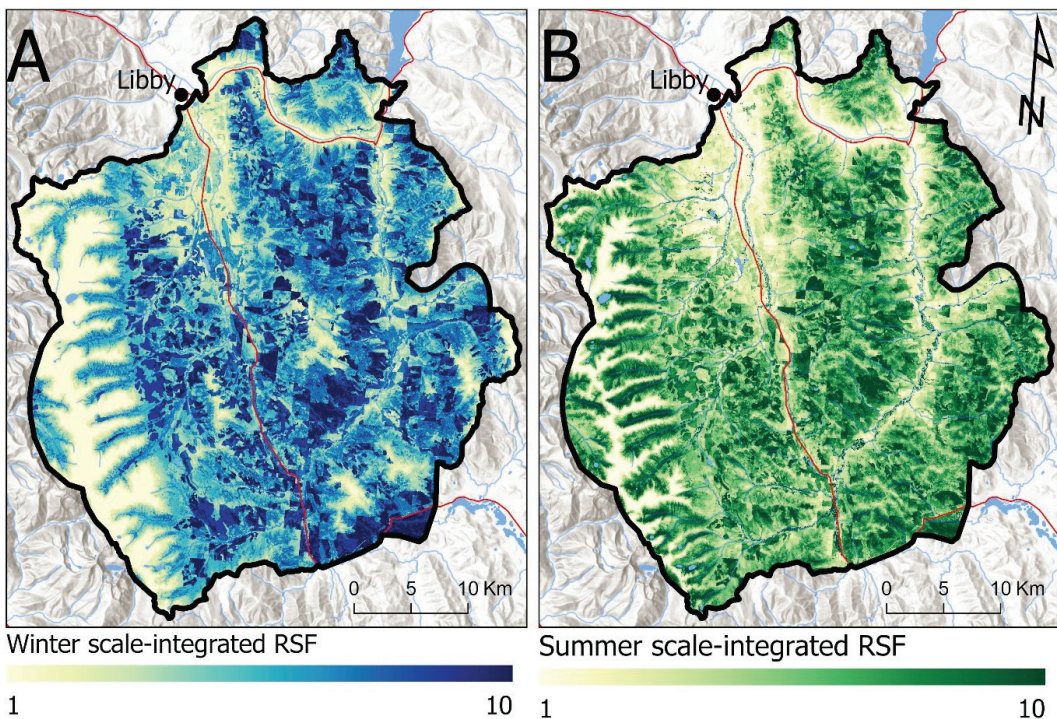 A
Libby
0 5 10 Km
Winter scale-integrated RSF
1 10
B
Libby
N
0 5 10 Km
Summer scale-integrated RSF
1 10